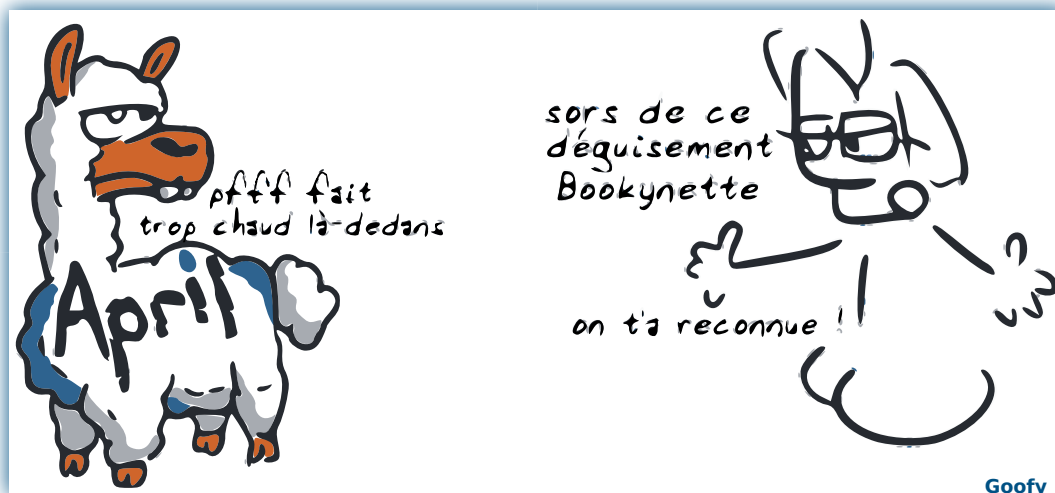 sors de ce
déguisement
Bookynette
pfff fait
trop chaud là-dedans
April
on t'a reconnue !
Goofy